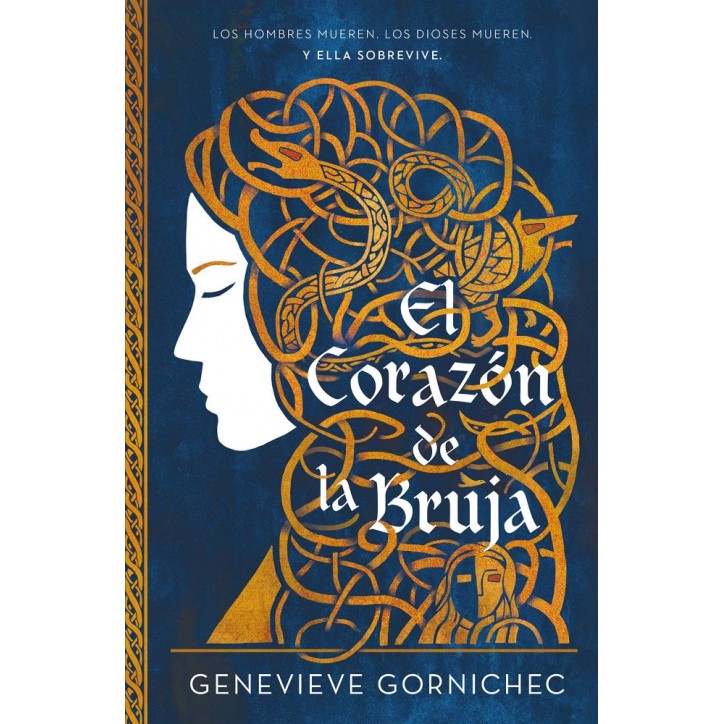 LOS HOMBRES MUEREN. LOS DIOSES MUEREN.
Y ELLA SOBREVIVE.
El
Corazón
de
la Bruja
GENEVIEVE GORNICHEC